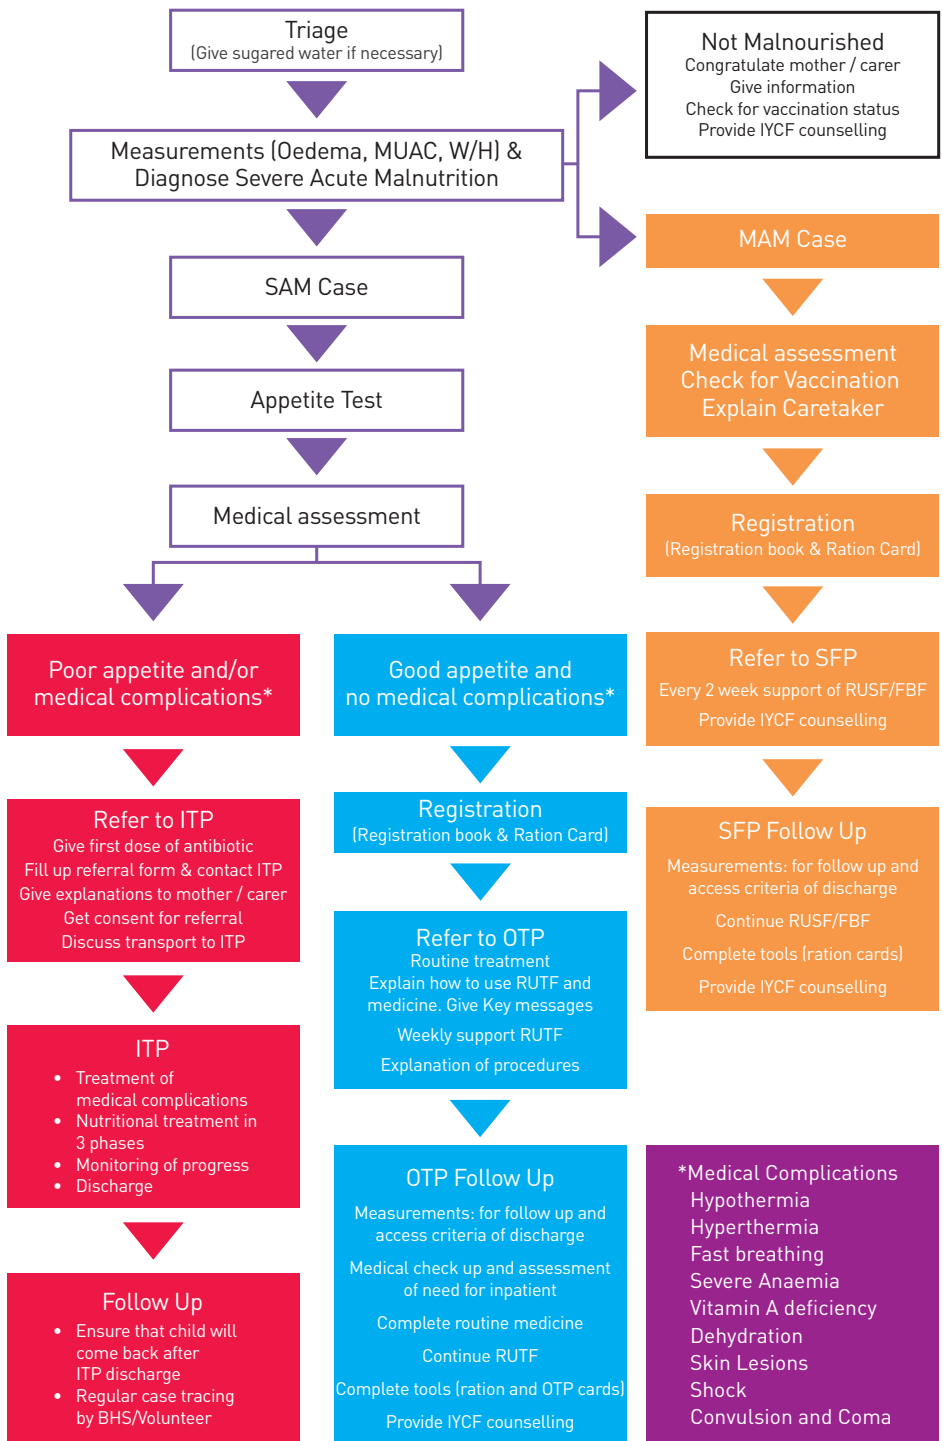 Triage
(Give sugared water if necessary)
Measurements (Oedema, MUAC, W/H) &
Diagnose Severe Acute Malnutrition
Not Malnourished
Congratulate mother / carer
Give information
Check for vaccination status
Provide IYCF counselling
SAM Case
Appetite Test
Medical assessment
MAM Case
Medical assessment
Check for Vaccination
Explain Caretaker
Registration
(Registration book & Ration Card)
Refer to SFP
Every 2 week support of RUSF/FBF
Provide IYCF counselling
SFP Follow Up
Measurements: for follow up and
access criteria of discharge
Continue RUSF/FBF
Complete tools (ration cards)
Provide IYCF counselling
Poor appetite and/or
medical complications*
Refer to ITP
Give first dose of antibiotic
Fill up referral form & contact ITP
Give explanations to mother / carer
Get consent for referral
Discuss transport to ITP
ITP
• Treatment of
medical complications
• Nutritional treatment in
3 phases
• Monitoring of progress
• Discharge
Follow Up
• Ensure that child will
come back after
ITP discharge
• Regular case tracing
by BHS/Volunteer
Good appetite and
no medical complications*
Registration
(Registration book & Ration Card)
Refer to OTP
Routine treatment
Explain how to use RUTF and
medicine. Give Key messages
Weekly support RUTF
Explanation of procedures
OTP Follow Up
Measurements: for follow up and
access criteria of discharge
Medical check up and assessment
of need for inpatient
Complete routine medicine
Continue RUTF
Complete tools (ration and OTP cards)
Provide IYCF counselling
*Medical Complications
Hypothermia
Hyperthermia
Fast breathing
Severe Anaemia
Vitamin A deficiency
Dehydration
Skin Lesions
Shock
Convulsion and Coma